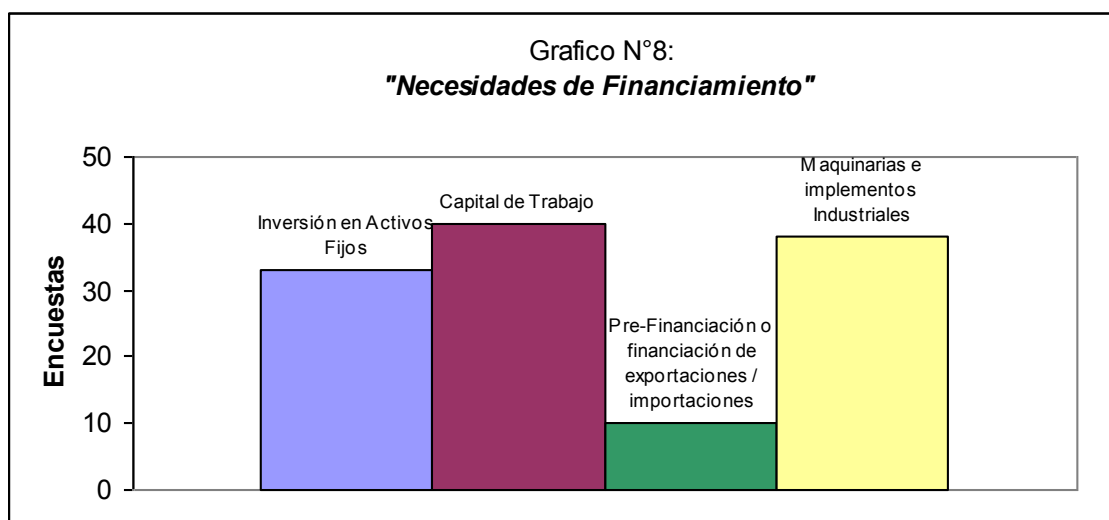 Grafico N°8:
"Necesidades de Financiamiento"
Encuestas
50
40
30
20
10
0
Inversión en Activos
Fijos
Capital de Trabajo
Pre-Financiación o
financiación de
exportaciones /
importaciones
Maquinarias e
implementos
Industriales